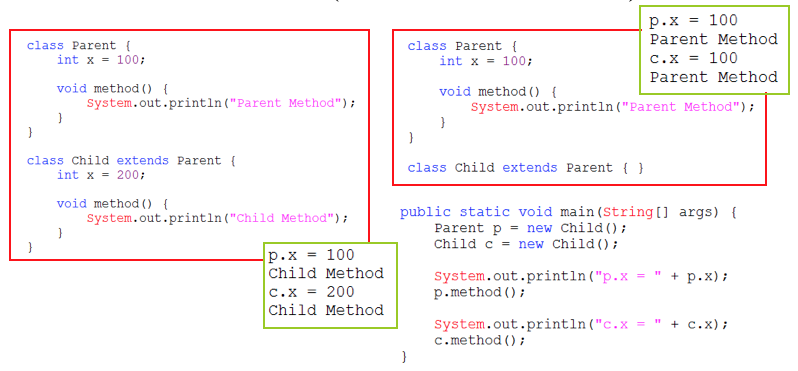 class Parent {
int x = 100;
void method() {
System.out.println("Parent Method");
}
}
class Child extends Parent {
int x = 200;
void method() {
System.out.println("Child Method");
}
}
p.x = 100
Child Method
c.x = 200
Child Method
class Parent {
int x = 100;
void method() {
System.out.println("Parent Method");
}
}
class Child extends Parent { }
p.x = 100
Parent Method
c.x = 100
Parent Method
public static void main(String[] args) {
Parent p = new Child();
Child c = new Child();
System.out.println("p.x = " + p.x);
p.method();
System.out.println("c.x = " + c.x);
c.method();
}